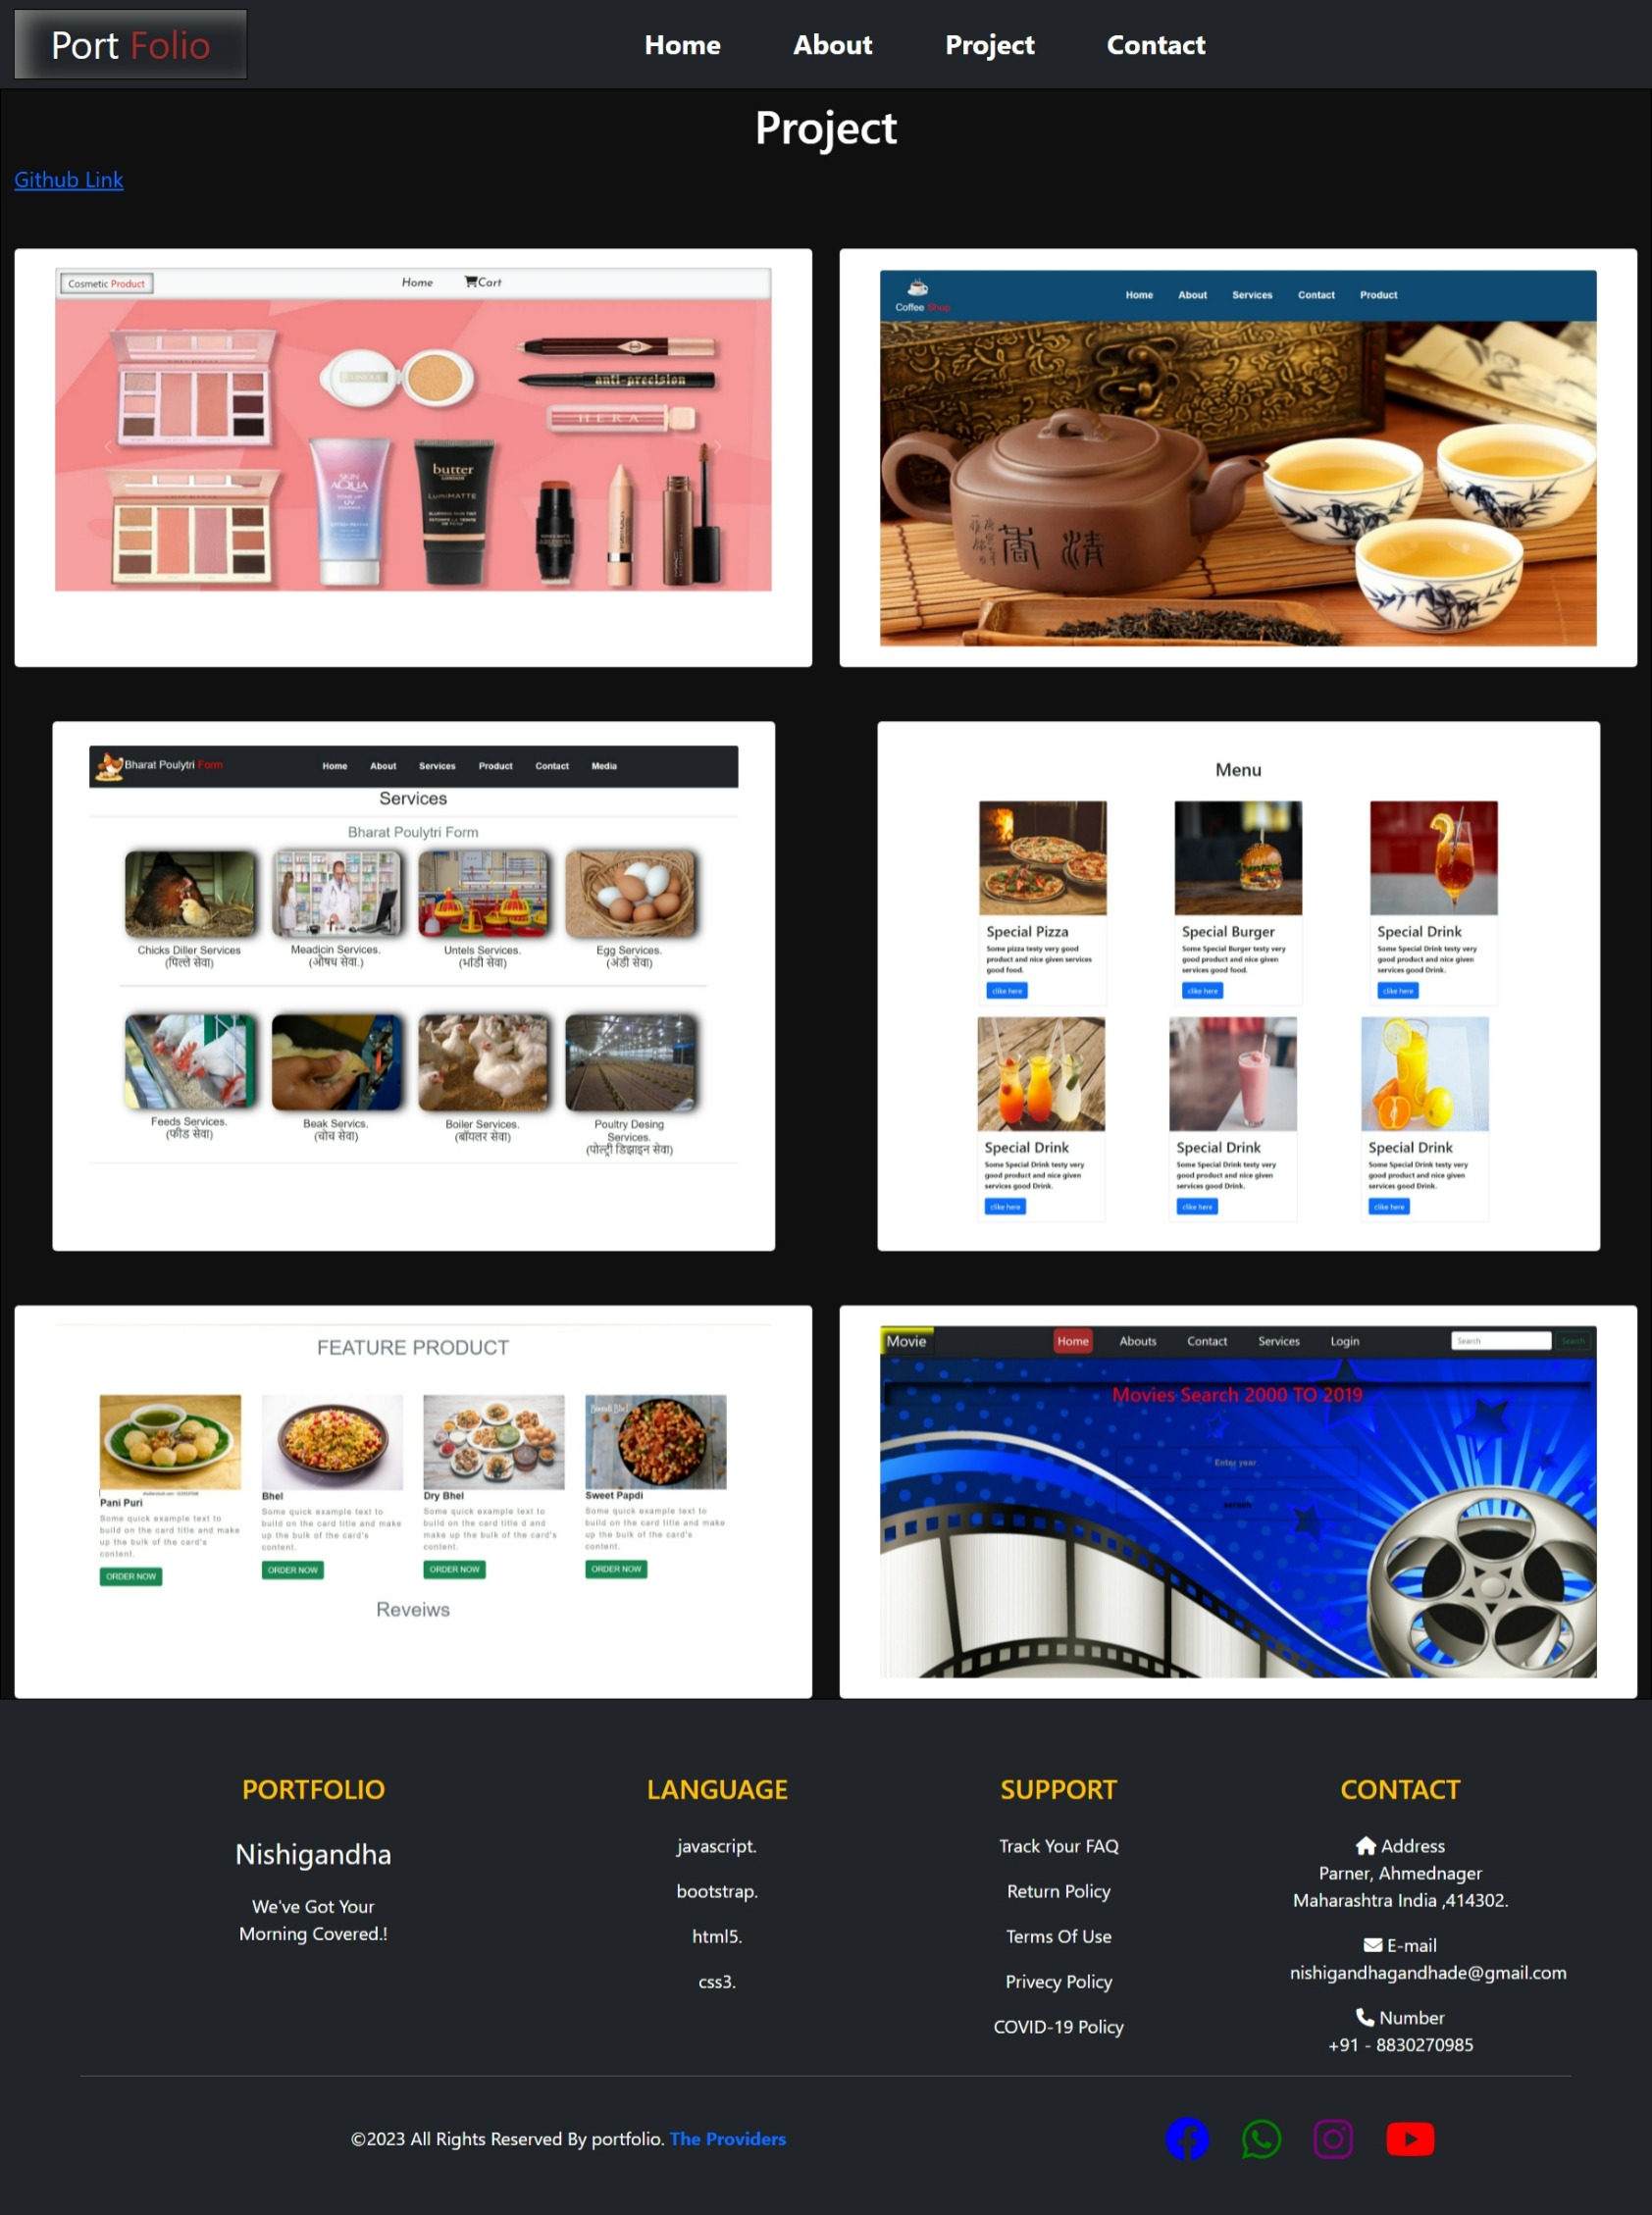 Port Folio
Home About Project Contact
Project
Github Link
Cosmetic Product Home Cart
anti-precision
HERA
SKIN
AQUA
TONE UP
UV
butter
LONDON
LumiMATTE
Coffee Shop Home About Services Contact Product
清
Bharat Poulytri Form Home About Services Product Contact Media
Services
Bharat Poulytri Form
Chicks Diller Services
(पिल्ले सेवा)
Meadicin Services.
(औषध सेवा.)
Untels Services.
(भांडी सेवा)
Egg Services.
(अंडी सेवा)
Feeds Services.
(फीड सेवा)
Beak Servics.
(चोच सेवा)
Boiler Services.
(बॉयलर सेवा)
Poultry Desing
Services.
(पोल्ट्री डिझाइन सेवा)
Menu
Special Pizza
Some pizza testy very good
product and nice given services
good food.
clike here
Special Burger
Some Special Burger testy very
good product and nice given
services good food.
clike here
Special Drink
Some Special Drink testy very
good product and nice given
services good Drink.
clike here
Special Drink
Some Special Drink testy very
good product and nice given
services good Drink.
clike here
Special Drink
Some Special Drink testy very
good product and nice given
services good Drink.
clike here
Special Drink
Some Special Drink testy very
good product and nice given
services good Drink.
clike here
FEATURE PRODUCT
Pani Puri
Some quick example text to
build on the card title and make
up the bulk of the card's
content.
ORDER NOW
Bhel
Some quick example text to
build on the card title and make
up the bulk of the card's
content.
ORDER NOW
Dry Bhel
Some quick example text to
build on the card title d and
make up the bulk of the card's
content.
ORDER NOW
Sweet Papdi
Some quick example text to
build on the card title and make
up the bulk of the card's
content.
ORDER NOW
Reveiws
Movie Home Abouts Contact Services Login Search Search
Movies Search 2000 TO 2019
Enter year
serach
PORTFOLIO
Nishigandha
We've Got Your
Morning Covered.!
LANGUAGE
javascript.
bootstrap.
html5.
css3.
SUPPORT
Track Your FAQ
Return Policy
Terms Of Use
Privecy Policy
COVID-19 Policy
CONTACT
Address
Parner, Ahmednager
Maharashtra India ,414302.
E-mail
nishigandhagandhade@gmail.com
Number
+91 - 8830270985
©2023 All Rights Reserved By portfolio. The Providers